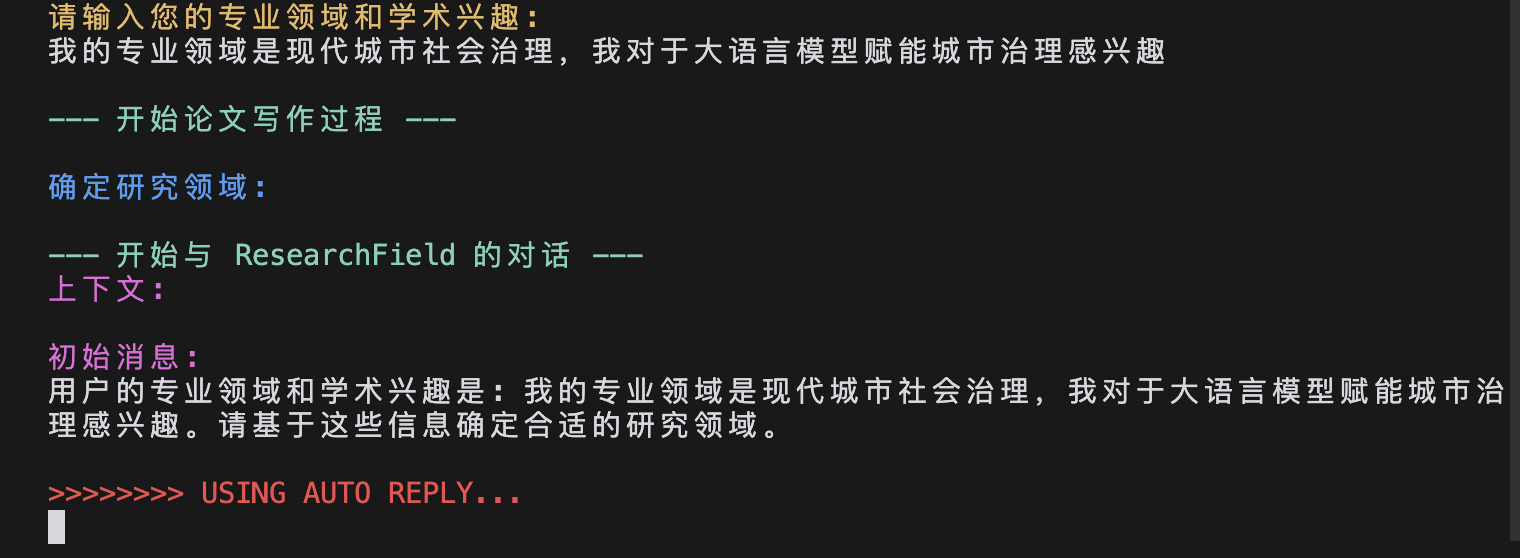 请输入您的专业领域和学术兴趣:
我的专业领域是现代城市社会治理，我对于大语言模型赋能城市治理感兴趣
--- 开始论文写作过程 ---
确定研究领域:
--- 开始与 ResearchField 的对话 ---
上下文:
初始消息:
用户的专业领域和学术兴趣是: 我的专业领域是现代城市社会治理，我对于大语言模型赋能城市治
理感兴趣。请基于这些信息确定合适的研究领域。
>>>>>>>> USING AUTO REPLY...